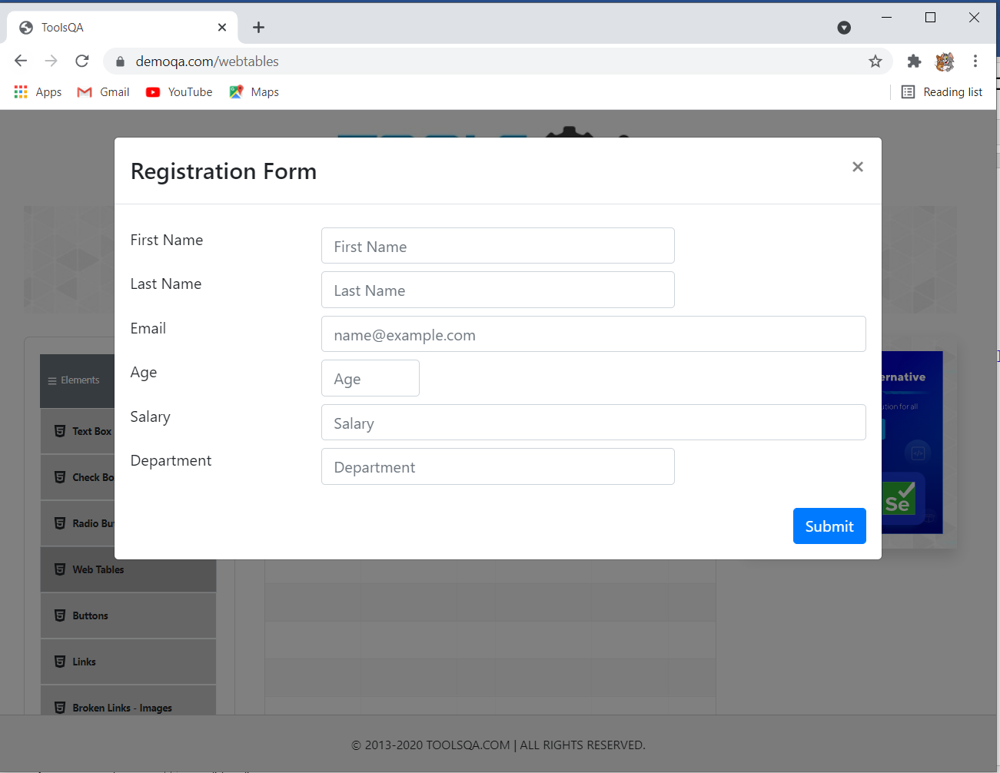 ToolsQA
demoqa.com/webtables
Apps Gmail YouTube Maps Reading list
Registration Form
First Name First Name
Last Name Last Name
Email name@example.com
Age Age
Salary Salary
Department Department
Submit
Elements
Text Box
Check Bo
Radio Bu
Web Tables
Buttons
Links
Broken Links - Images
ernative
ution for all
Se
© 2013-2020 TOOLSQA.COM | ALL RIGHTS RESERVED.